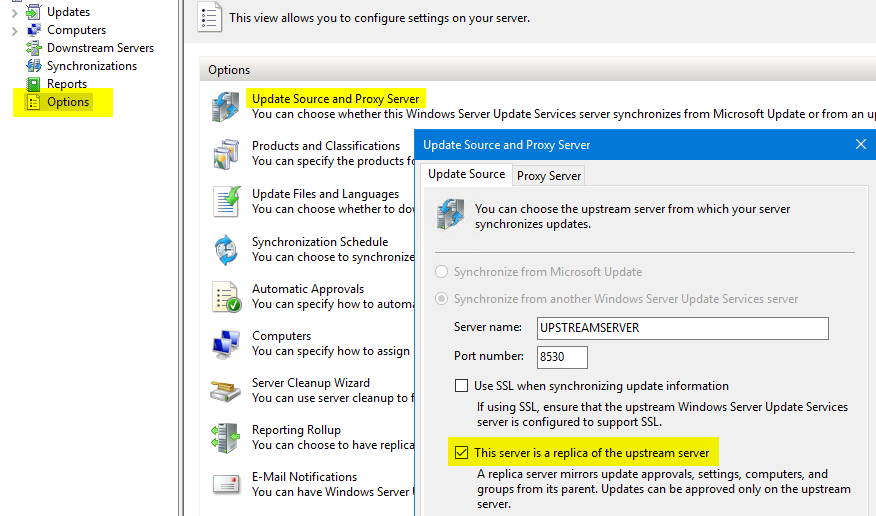 Updates
Computers
Downstream Servers
Synchronizations
Reports
Options
This view allows you to configure settings on your server.
Options
Update Source and Proxy Server
You can choose whether this Windows Server Update Services server synchronizes from Microsoft Update or from an up
Products and Classifications
You can specify the products fo
Update Files and Languages
You can choose whether to dow
Synchronization Schedule
You can choose to synchronize
Automatic Approvals
You can specify how to automa
Computers
You can specify how to assign
Server Cleanup Wizard
You can use server cleanup to f
Reporting Rollup
You can choose to have replica
E-Mail Notifications
You can have Windows Server U
Update Source and Proxy Server
Update Source
Proxy Server
You can choose the upstream server from which your server
synchronizes updates.
Synchronize from Microsoft Update
Synchronize from another Windows Server Update Services server
Server name: UPSTREAMSERVER
Port number: 8530
Use SSL when synchronizing update information
If using SSL, ensure that the upstream Windows Server Update Services
server is configured to support SSL.
This server is a replica of the upstream server
A replica server mirrors update approvals, settings, computers, and
groups from its parent. Updates can be approved only on the upstream
server.